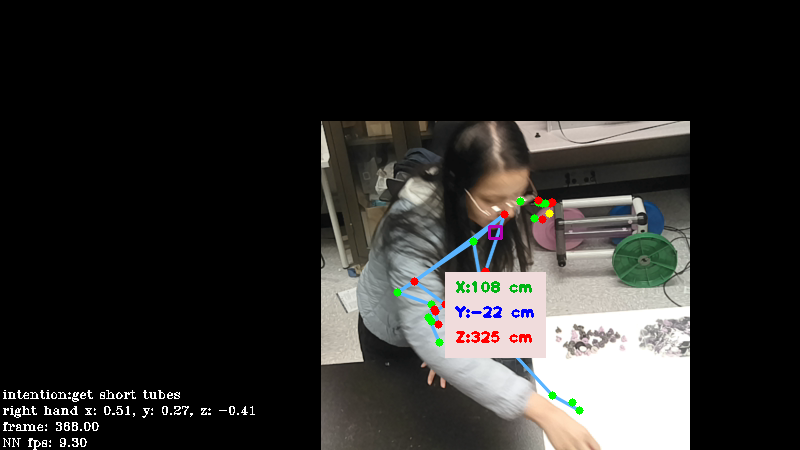 X:108 cm
Y:-22 cm
Z:325 cm
intention:get short tubes
right hand x: 0.51, y: 0.27, z: -0.41
frame: 368.00
NN fps: 9.30